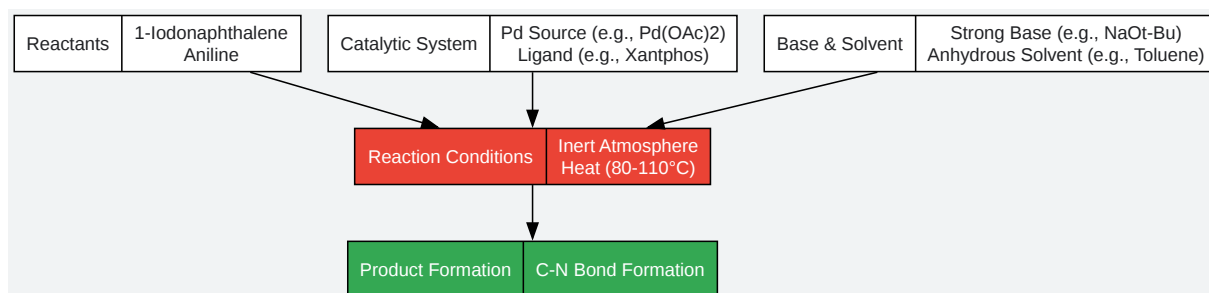 Reactants
1-Iodonaphthalene
Aniline
Catalytic System
Pd Source (e.g., Pd(OAc)2)
Ligand (e.g., Xantphos)
Base & Solvent
Strong Base (e.g., NaOt-Bu)
Anhydrous Solvent (e.g., Toluene)
Reaction Conditions
Inert Atmosphere
Heat (80-110°C)
Product Formation
C-N Bond Formation